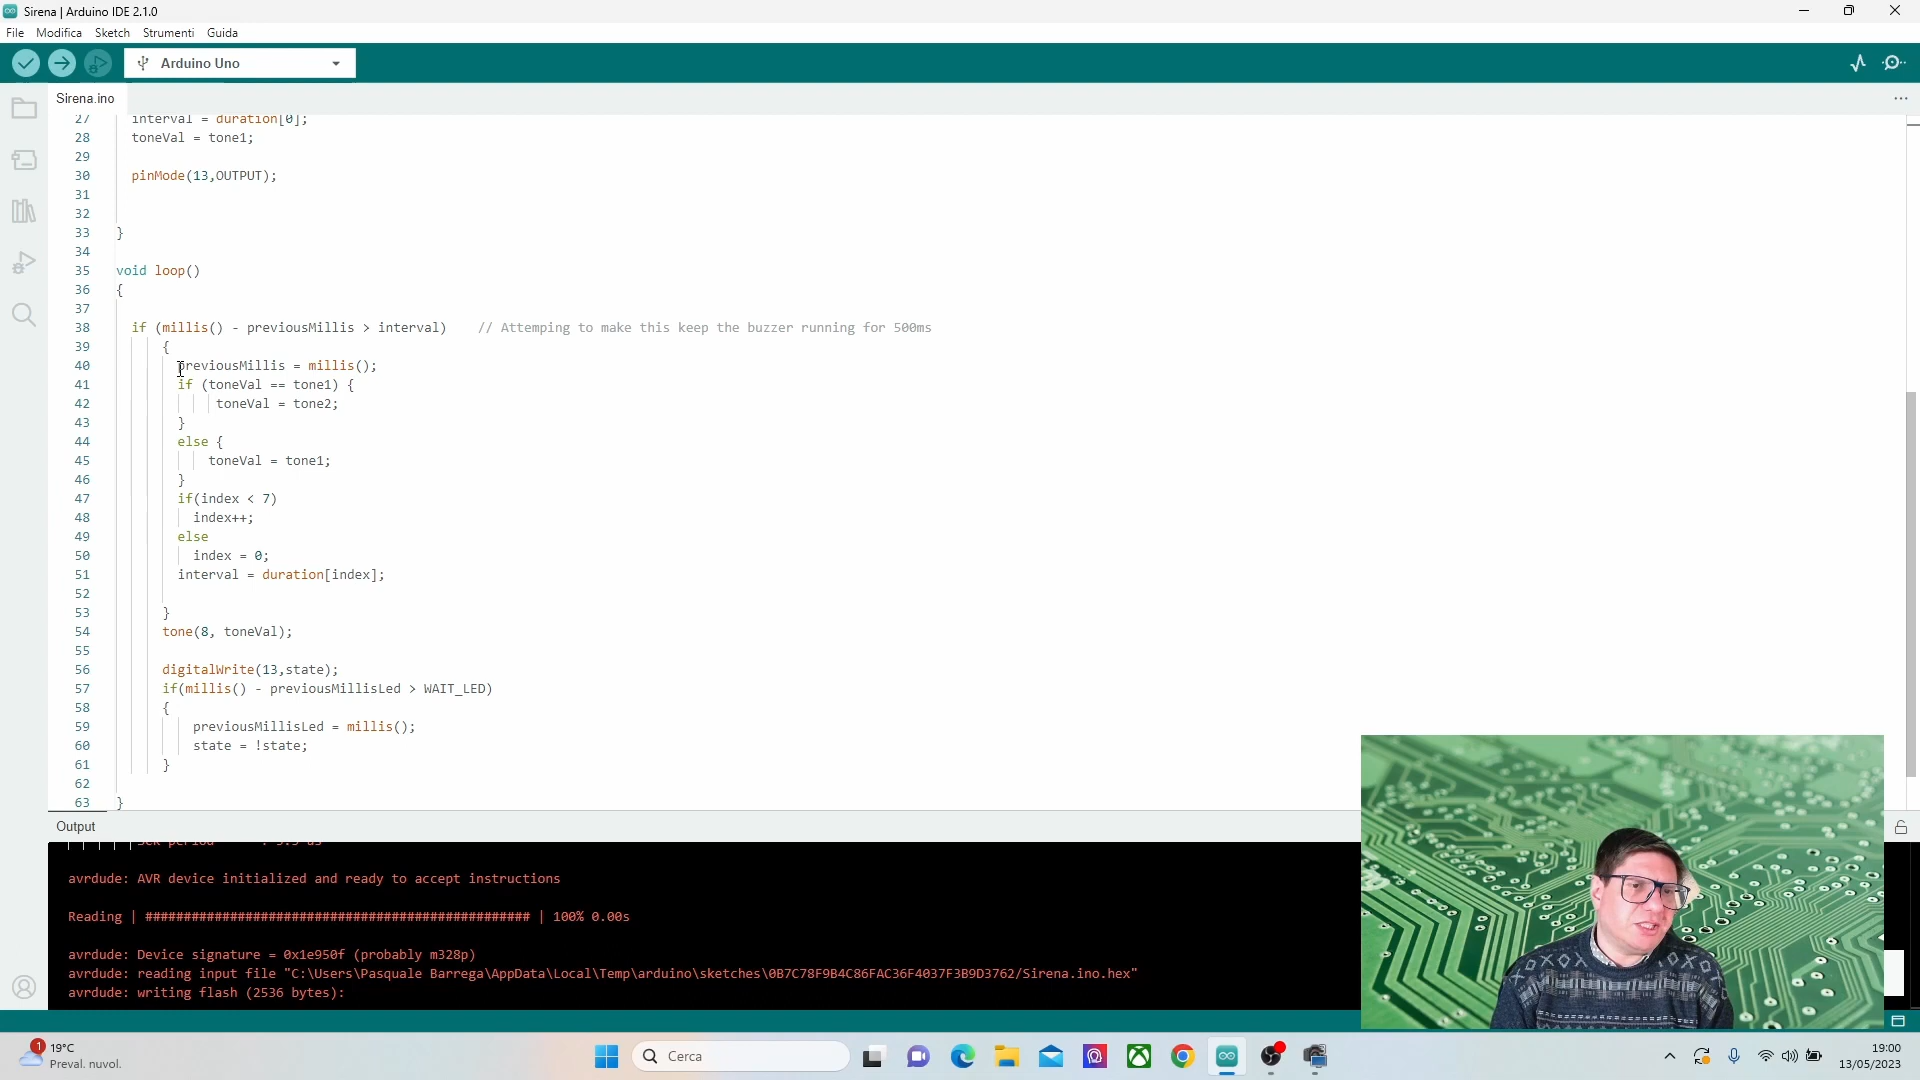 Sirena | Arduino IDE 2.1.0
File Modifica Sketch Strumenti Guida
Arduino Uno
Sirena.ino
27 interval = duration[0];
28 toneVal = tone1;
29
30 pinMode(13,OUTPUT);
31
32
33 }
34
35 void loop()
36 {
37
38 if (millis() - previousMillis > interval) // Attemping to make this keep the buzzer running for 500ms
39 {
40 previousMillis = millis();
41 if (toneVal == tone1) {
42 toneVal = tone2;
43 }
44 else {
45 toneVal = tone1;
46 }
47 if(index < 7)
48 index++;
49 else
50 index = 0;
51 interval = duration[index];
52
53 }
54 tone(8, toneVal);
55
56 digitalWrite(13,state);
57 if(millis() - previousMillisLed > WAIT_LED)
58 {
59 previousMillisLed = millis();
60 state = !state;
61 }
62
63 }
Output
avrdude: AVR device initialized and ready to accept instructions
Reading | ################################################## | 100% 0.00s
avrdude: Device signature = 0x1e950f (probably m328p)
avrdude: reading input file "C:\Users\Pasquale Barrega\AppData\Local\Temp\arduino\sketches\0B7C78F9B4C86FAC36F4037F3B9D3762/Sirena.ino.hex"
avrdude: writing flash (2536 bytes):
1
19°C
Preval. nuvol.
Cerca
19:00
13/05/2023